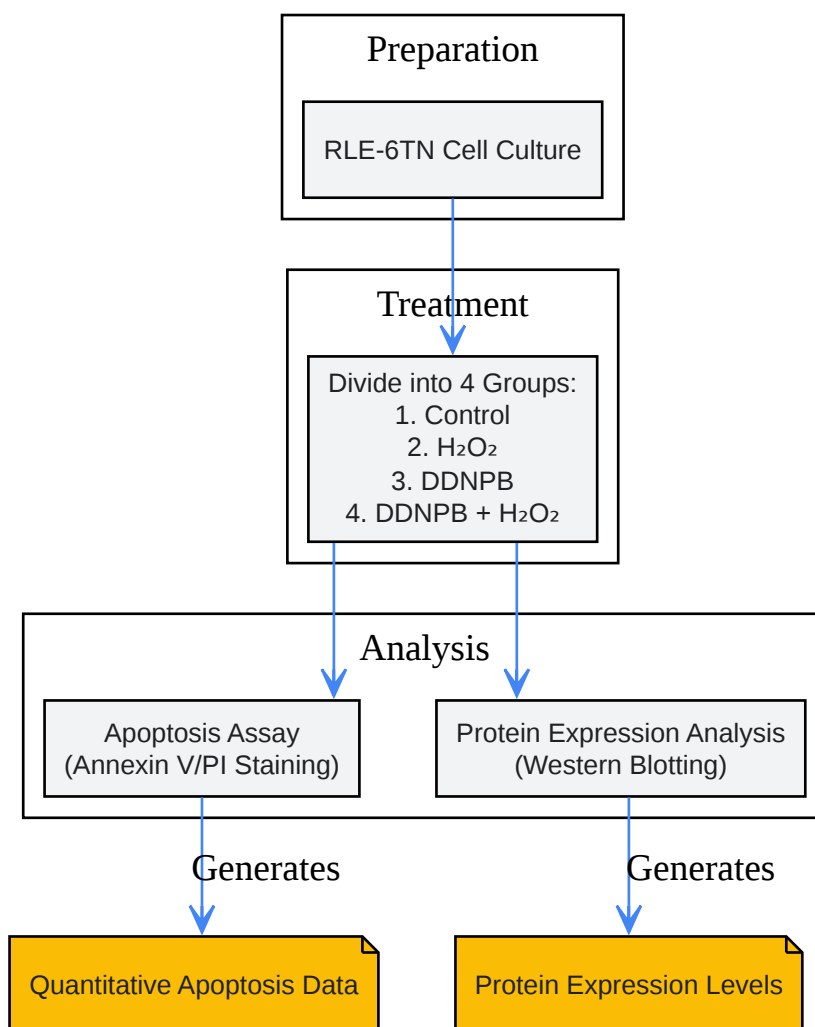 Preparation
RLE-6TN Cell Culture
Treatment
Divide into 4 Groups:
1. Control
2. H₂O₂
3. DDNPB
4. DDNPB + H₂O₂
Analysis
Apoptosis Assay
(Annexin V/PI Staining)
Protein Expression Analysis
(Western Blotting)
Generates
Generates
Quantitative Apoptosis Data
Protein Expression Levels